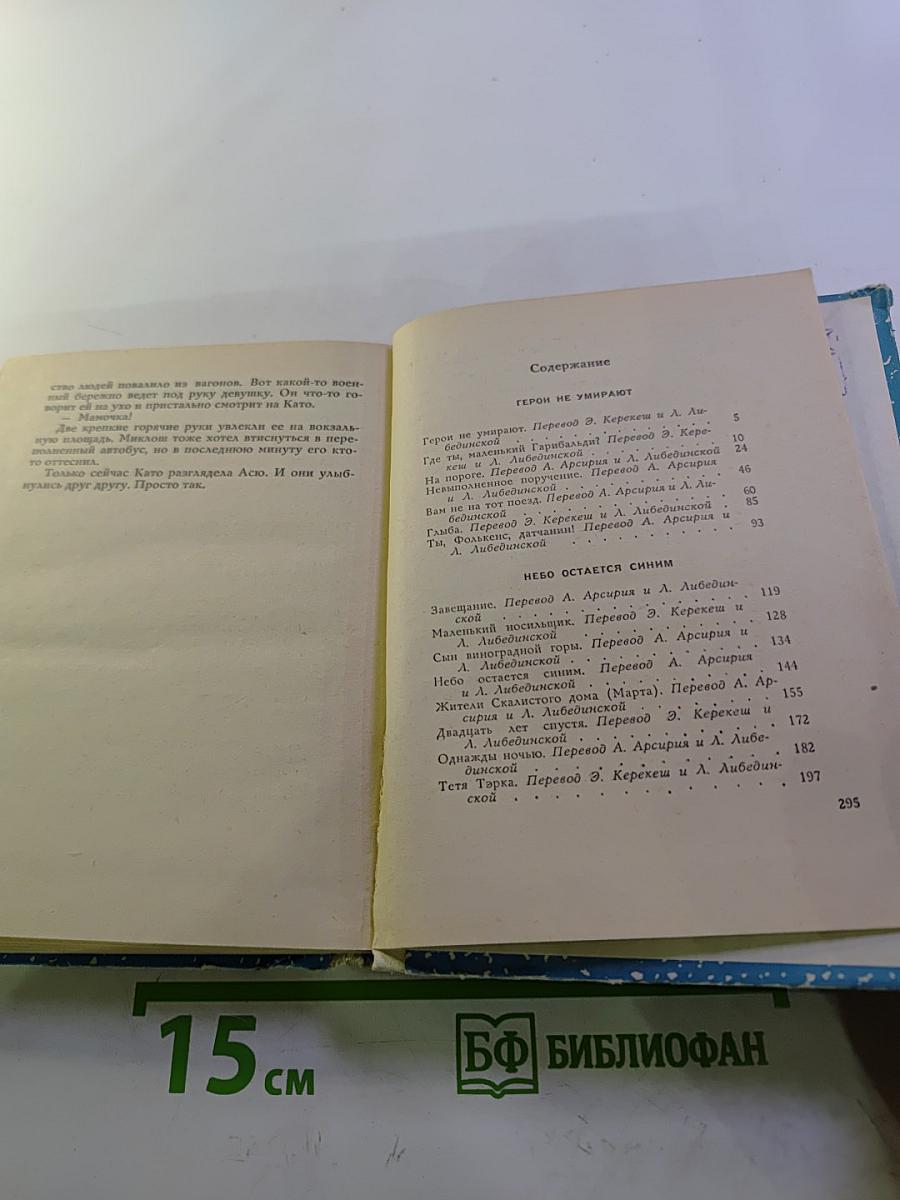 ство людей повалило из вагонов. Вот какой-то воен-
ный бережно ведет под руку девушку. Он что-то го-
ворит ей на ухо и пристально смотрит на Като.
— Мамочка!
Две крепкие горячие руки увлекли ее на вокзаль-
ную площадь. Миклош тоже хотел втиснуться в пере-
полненный автобус, но в последнюю минуту его кто-
то оттеснил.
Только сейчас Като разглядела Асю. И они улыб-
нулись друг другу. Просто так.
Содержание
ГЕРОИ НЕ УМИРАЮТ
Герои не умирают. Перевод Э. Керекеш и Л. Ли-
бединской . . . . . . . . . . 5
Где ты, маленький Гарибальди? Перевод Э. Кере-
кеш и Л. Либединской . . . . . . . 10
На пороге. Перевод А. Арсирия и Л. Либединской 24
Невыполненное поручение. Перевод А. Арсирия
и Л. Либединской . . . . . . . . . 46
Вам не на тот поезд. Перевод А. Арсирия и Л. Ли-
бединской . . . . . . . . . . 60
Глыба. Перевод Э. Керекеш и Л. Либединской . 85
Ты, Фолькенс, датчанин! Перевод А. Арсирия и
Л. Либединской . . . . . . . . . 93
НЕБО ОСТАЕТСЯ СИНИМ
Завещание. Перевод А. Арсирия и Л. Либедин-
ской . . . . . . . . . . . . 119
Маленький носильщик. Перевод Э. Керекеш и
Л. Либединской . . . . . . . . . 128
Сын виноградной горы. Перевод А. Арсирия и
Л. Либединской . . . . . . . . . 134
Небо остается синим. Перевод А. Арсирия
и Л. Либединской . . . . . . . . . 144
Жители Скалистого дома (Марта). Перевод А. Ар-
сирия и Л. Либединской . . . . . . 155
Двадцать лет спустя. Перевод Э. Керекеш и
Л. Либединской . . . . . . . . . 172
Однажды ночью. Перевод А. Арсирия и Л. Либе-
динской . . . . . . . . . . . 182
Тетя Тэрка. Перевод Э. Керекеш и Л. Либедин-
ской . . . . . . . . . . . . 197
295
15 см
БФ БИБЛИОФАН